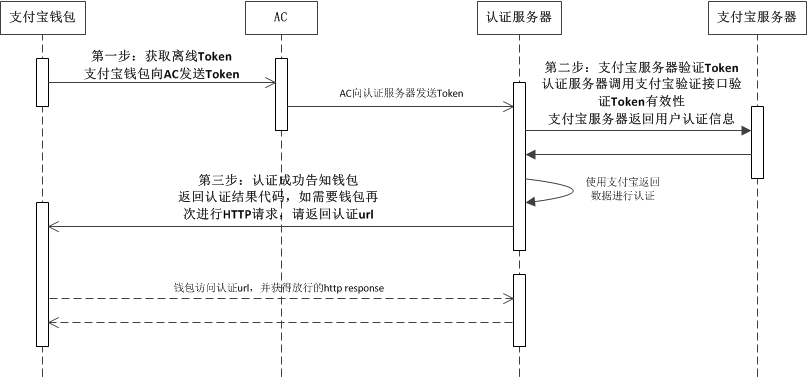 支付宝钱包
AC
认证服务器
支付宝服务器
第一步：获取离线Token
支付宝钱包向AC发送Token
AC向认证服务器发送Token
第二步：支付宝服务器验证Token
认证服务器调用支付宝验证接口验
证Token有效性
支付宝服务器返回用户认证信息
第三步：认证成功告知钱包
返回认证结果代码，如需要钱包再
次进行HTTP请求，请返回认证url
使用支付宝返回
数据进行认证
钱包访问认证url，并获得放行的http response